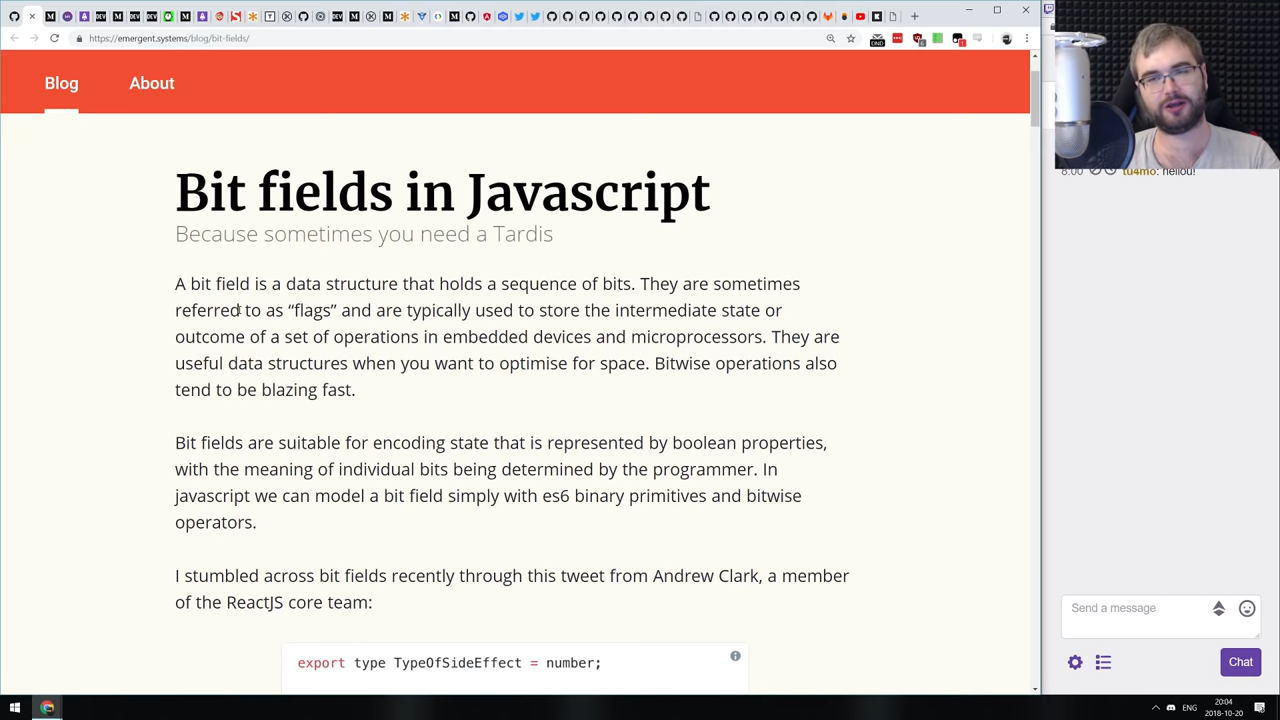 https://emergent.systems/blog/bit-fields/
DND
Blog
About
Bit fields in Javascript
Because sometimes you need a Tardis
A bit field is a data structure that holds a sequence of bits. They are sometimes
referred to as “flags” and are typically used to store the intermediate state or
outcome of a set of operations in embedded devices and microprocessors. They are
useful data structures when you want to optimise for space. Bitwise operations also
tend to be blazing fast.
Bit fields are suitable for encoding state that is represented by boolean properties,
with the meaning of individual bits being determined by the programmer. In
javascript we can model a bit field simply with es6 binary primitives and bitwise
operators.
I stumbled across bit fields recently through this tweet from Andrew Clark, a member
of the ReactJS core team:
export type TypeOfSideEffect = number;
8:00 tu4mo: hellou!
Send a message
Chat
ENG
20:04
2018-10-20